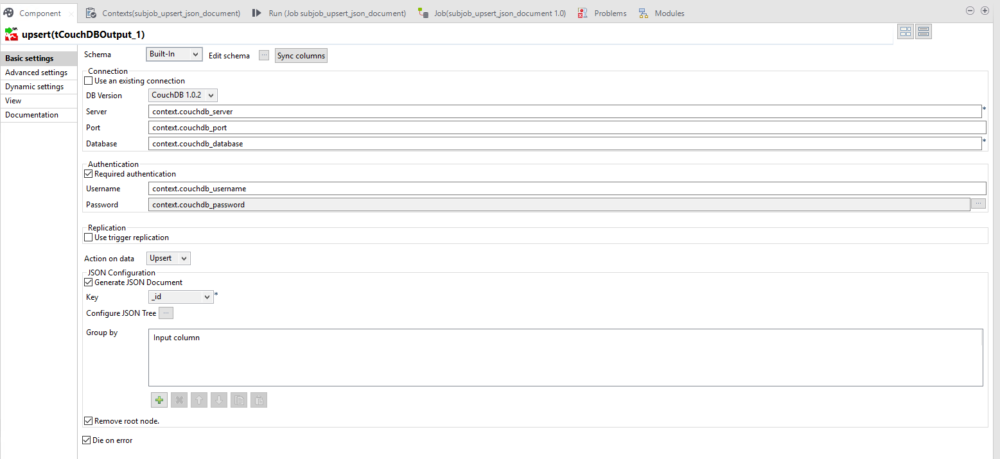 Component
Contexts(subjob_upsert_json_document)
Run (Job subjob_upsert_json_document)
Job(subjob_upsert_json_document 1.0)
Problems
Modules
upsert(tCouchDBOutput_1)
Basic settings
Advanced settings
Dynamic settings
View
Documentation
Schema Built-In Edit schema ... Sync columns
Connection
Use an existing connection
DB Version CouchDB 1.0.2
Server context.couchdb_server *
Port context.couchdb_port
Database context.couchdb_database *
Authentication
Required authentication
Username context.couchdb_username
Password context.couchdb_password ...
Replication
Use trigger replication
Action on data Upsert
JSON Configuration
Generate JSON Document
Key _id *
Configure JSON Tree ...
Group by Input column
Remove root node.
Die on error